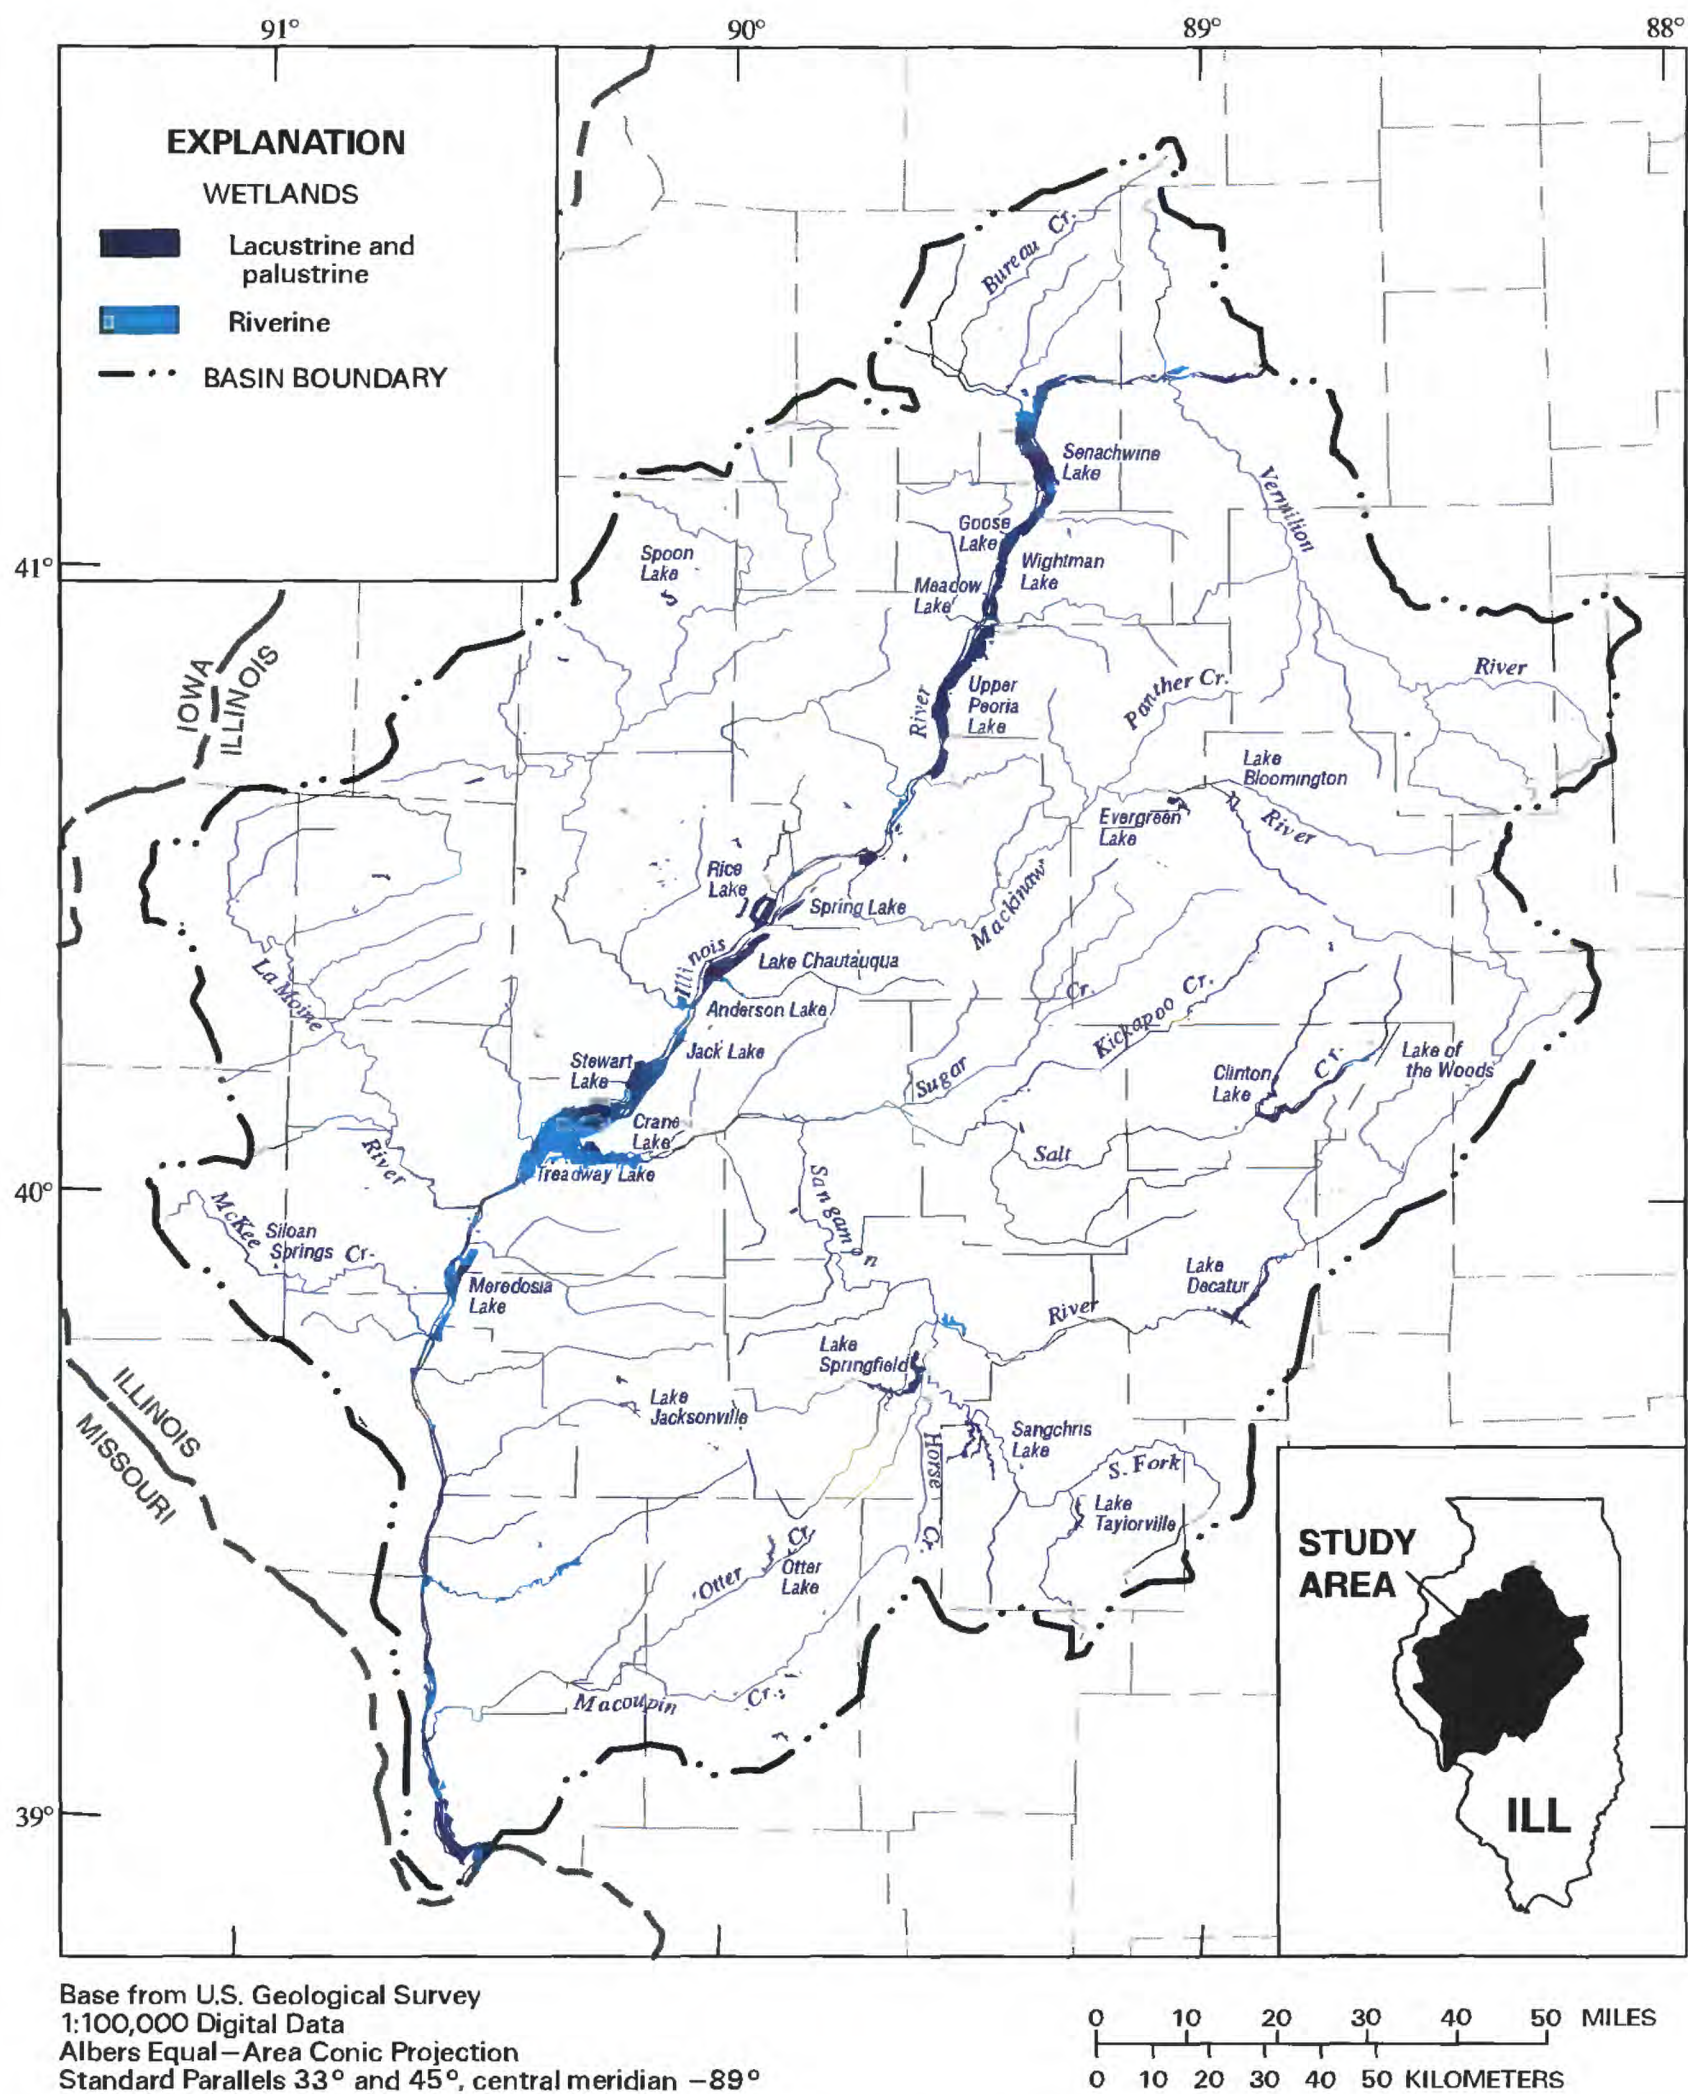 91°
90°
89°
88°
EXPLANATION
WETLANDS
Lacustrine and
palustrine
Riverine
BASIN BOUNDARY
Bureau Cr.
Senachwine
Lake
Vermilion
River
Goose
Lake
Wightman
Lake
Meadow
Lake
41°
Spoon
Lake
IOWA
ILLINOIS
Upper
Peoria
Lake
River
Panther Cr.
Lake
Bloomington
Evergreen
Lake
River
Mackinaw
Rice
Lake
Spring Lake
Illinois
Lake Chautauqua
Anderson Lake
Jack Lake
La Moine
River
Stewart
Lake
Crane
Lake
Treadway Lake
Sugar
Cr.
Kickapoo Cr.
Clinton
Lake
Cr.
Lake of
the Woods
Salt
40°
McKee
Cr.
Siloan
Springs
Meredosia
Lake
Sangamon
River
Lake
Decatur
Lake
Springfield
Lake
Jacksonville
Horse
Cr.
Sangchris
Lake
S. Fork
Lake
Taylorville
ILLINOIS
MISSOURI
Otter
Cr.
Otter
Lake
Macoupin
Cr.
39°
STUDY
AREA
ILL
Base from U.S. Geological Survey
1:100,000 Digital Data
Albers Equal–Area Conic Projection
Standard Parallels 33° and 45°, central meridian –89°
0 10 20 30 40 50 MILES
0 10 20 30 40 50 KILOMETERS